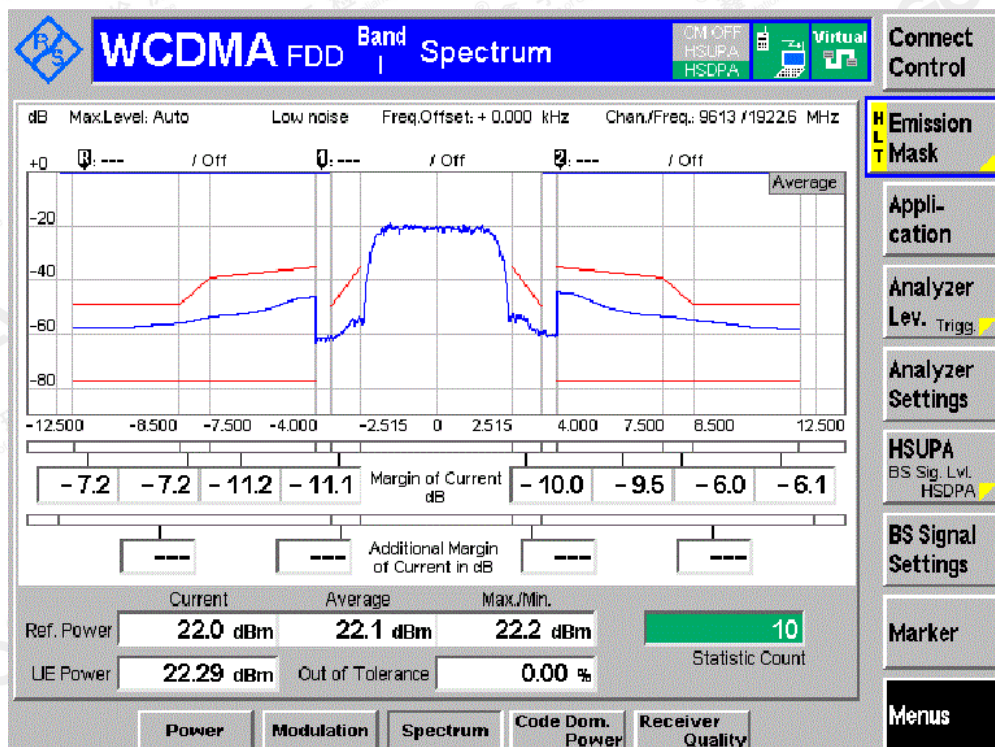 R S
WCDMA FDD Band I Spectrum
CM OFF
HSUPA
HSDPA
Virtual
Connect Control
dB Max.Level: Auto Low noise Freq.Offset: + 0.000 kHz Chan./Freq.: 9613 / 1922.6 MHz
HLT Emission Mask
+0 R: --- / Off 1: --- / Off 2: --- / Off
Average
-20
-40
-60
-80
-12.500 -8.500 -7.500 -4.000 -2.515 0 2.515 4.000 7.500 8.500 12.500
Appli-
cation
Analyzer
Lev. Trigg.
Analyzer
Settings
HSUPA
BS Sig. Lvl.
HSDPA
BS Signal
Settings
Marker
Menus
- 7.2 - 7.2 - 11.2 - 11.1 Margin of Current dB - 10.0 - 9.5 - 6.0 - 6.1
--- --- Additional Margin of Current in dB --- ---
Current Average Max./Min.
Ref. Power 22.0 dBm 22.1 dBm 22.2 dBm 10
UE Power 22.29 dBm Out of Tolerance 0.00 % Statistic Count
Power Modulation Spectrum Code Dom. Power Receiver Quality